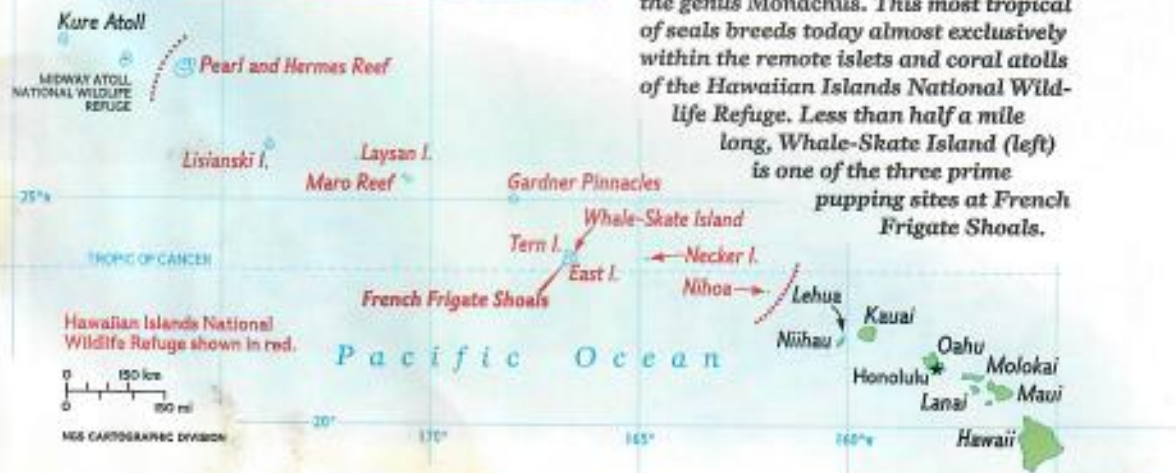 the genus Monachus. This most tropical
of seals breeds today almost exclusively
within the remote islets and coral atolls
of the Hawaiian Islands National Wild-
life Refuge. Less than half a mile
long, Whale-Skate Island (left)
is one of the three prime
pupping sites at French
Frigate Shoals.
Kure Atoll
MIDWAY ATOLL
NATIONAL WILDLIFE
REFUGE
Pearl and Hermes Reef
Lisianski I.
Laysan I.
Maro Reef
Gardner Pinnacles
25°N
Whale-Skate Island
Tern I.
East I.
Necker I.
TROPIC OF CANCER
Nihoa
French Frigate Shoals
Lehua
Kauai
Niihau
Oahu
Honolulu
Molokai
Lanai
Maui
Hawaii
Hawaiian Islands National
Wildlife Refuge shown in red.
Pacific Ocean
0 150 km
0 150 mi
NGS CARTOGRAPHIC DIVISION
20°
170°
165°
160°W